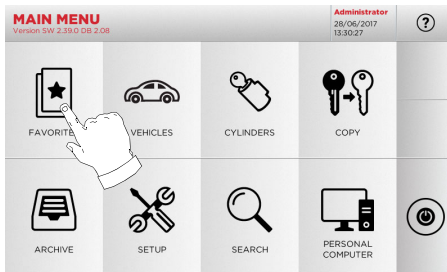 MAIN MENU
Version SW 2.39.0 DB 2.08
Administrator
28/06/2017
13:30:27
?
FAVORITE
VEHICLES
CYLINDERS
COPY
ARCHIVE
SETUP
SEARCH
PERSONAL
COMPUTER